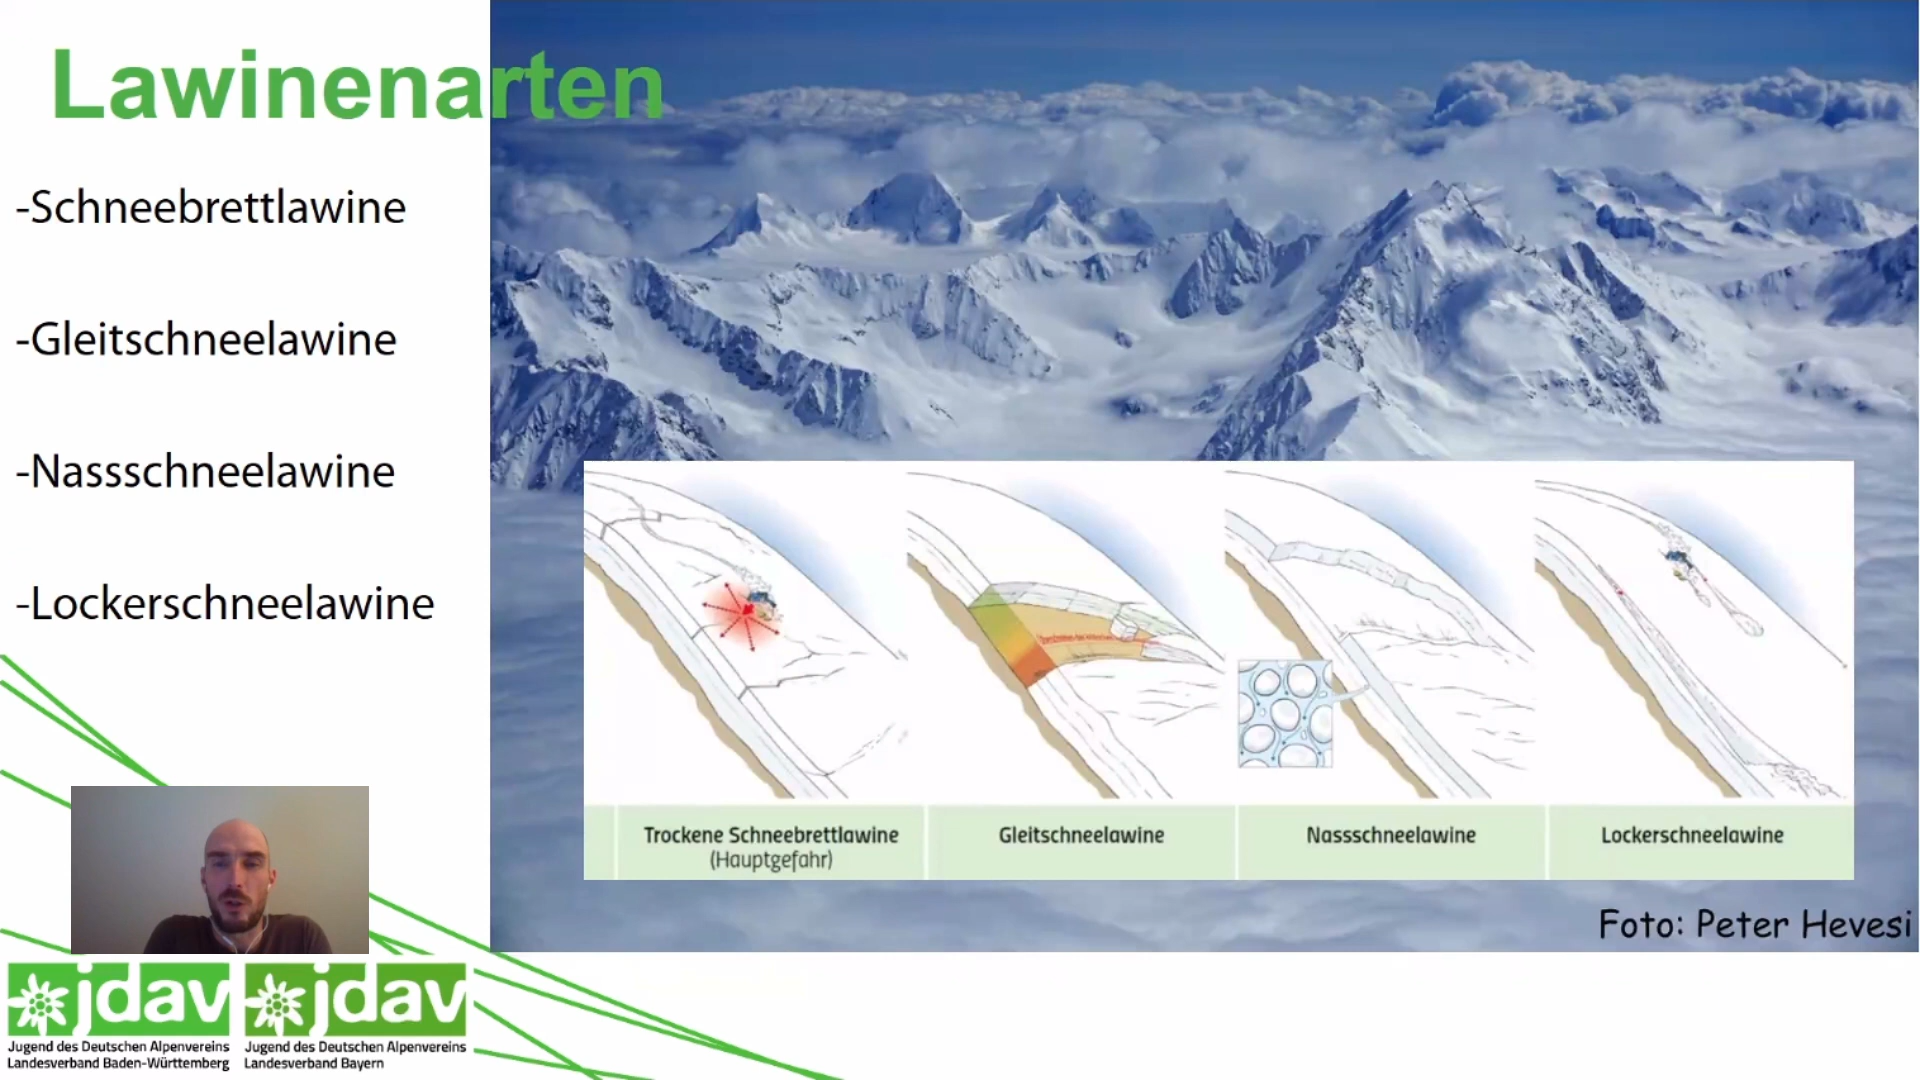 Lawinenarten
-Schneebrettlawine
-Gleitschneelawine
-Nassschneelawine
-Lockerschneelawine
Trockene Schneebrettlawine
(Hauptgefahr)
Gleitschneelawine
Nassschneelawine
Lockerschneelawine
Foto: Peter Hevesi
jdav
Jugend des Deutschen Alpenvereins
Landesverband Baden-Württemberg
jdav
Jugend des Deutschen Alpenvereins
Landesverband Bayern